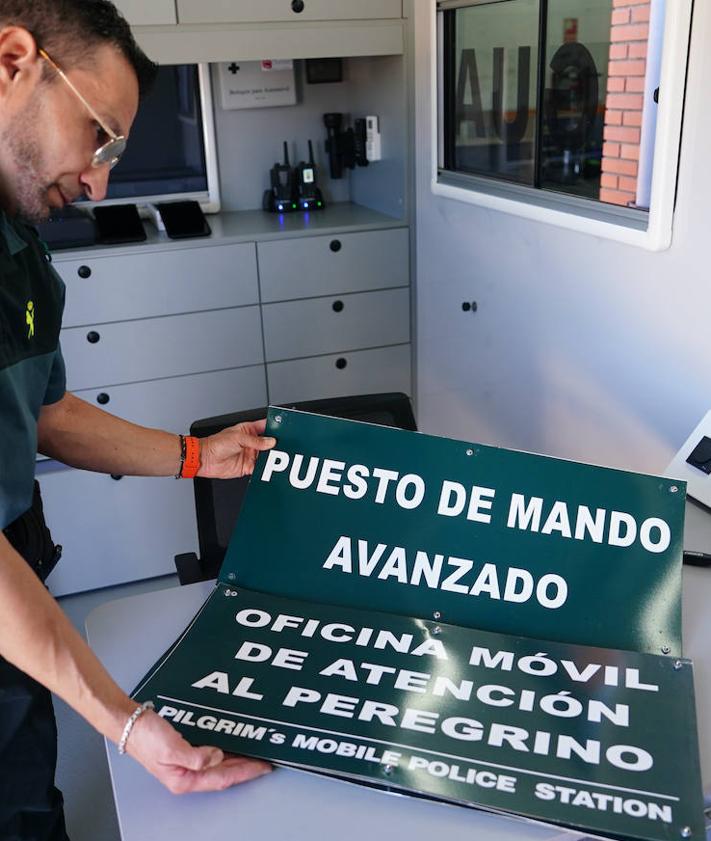 PUESTO DE MANDO
AVANZADO
OFICINA MÓVIL
DE ATENCIÓN
AL PEREGRINO
PILGRIM´s MOBILE POLICE STATION